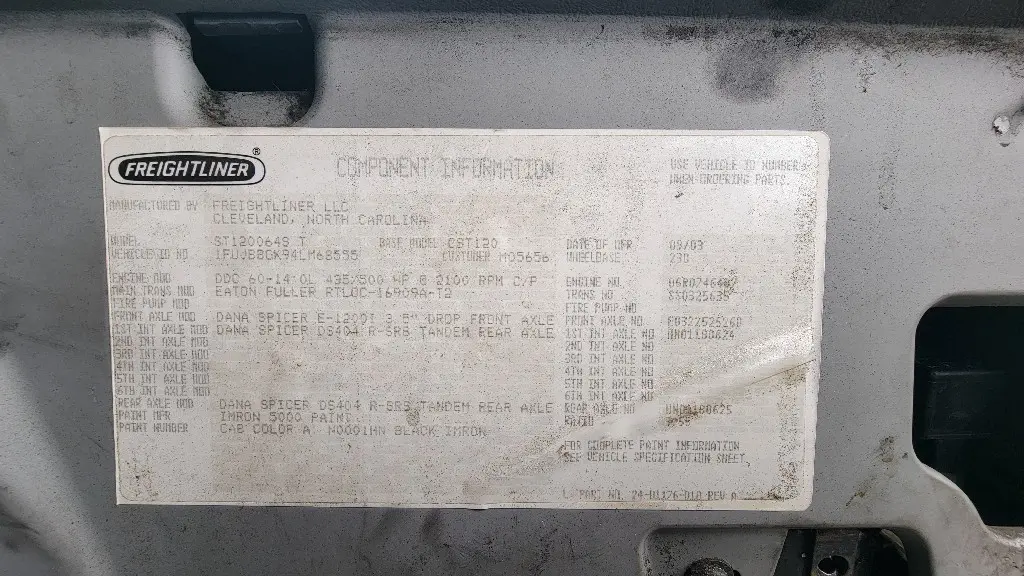 FREIGHTLINER ®
COMPONENT INFORMATION
USE VEHICLE ID NUMBER
WHEN ORDERING PARTS.
MANUFACTURED BY FREIGHTLINER LLC
CLEVELAND, NORTH CAROLINA
MODEL ST120064S T BASE MODEL CST120 DATE OF MFR 09/03
1FUJBBCK94LM68555 CUSTOMER M05656 WHEELBASE 230
ENGINE MOD DDC 60-14.0L 435/500 HP @ 2100 RPM C/P ENGINE NO.
MAIN TRANS MOD EATON FULLER RTLOC-16909A-T2 TRANS NO S50325635
FIRE PUMP MOD FIRE PUMP NO
FRONT AXLE MOD DANA SPICER E-1200I 3.5" DROP FRONT AXLE FRONT AXLE NO
1ST INT AXLE MOD DANA SPICER DS404 R-SRS TANDEM REAR AXLE 1ST INT AXLE NO
2ND INT AXLE MOD 2ND INT AXLE NO
3RD INT AXLE MOD 3RD INT AXLE NO
4TH INT AXLE MOD 4TH INT AXLE NO
5TH INT AXLE MOD 5TH INT AXLE NO
6TH INT AXLE MOD 6TH INT AXLE NO
REAR AXLE MOD DANA SPICER DS404 R-SRS TANDEM REAR AXLE REAR AXLE NO
PAINT MFR IMRON 5000 PAINT RATIO
PAINT NUMBER CAB COLOR A: N0001HN BLACK IMRON
FOR COMPLETE PAINT INFORMATION
SEE VEHICLE SPECIFICATION SHEET.
PART NO. 24-01176-010 REV A